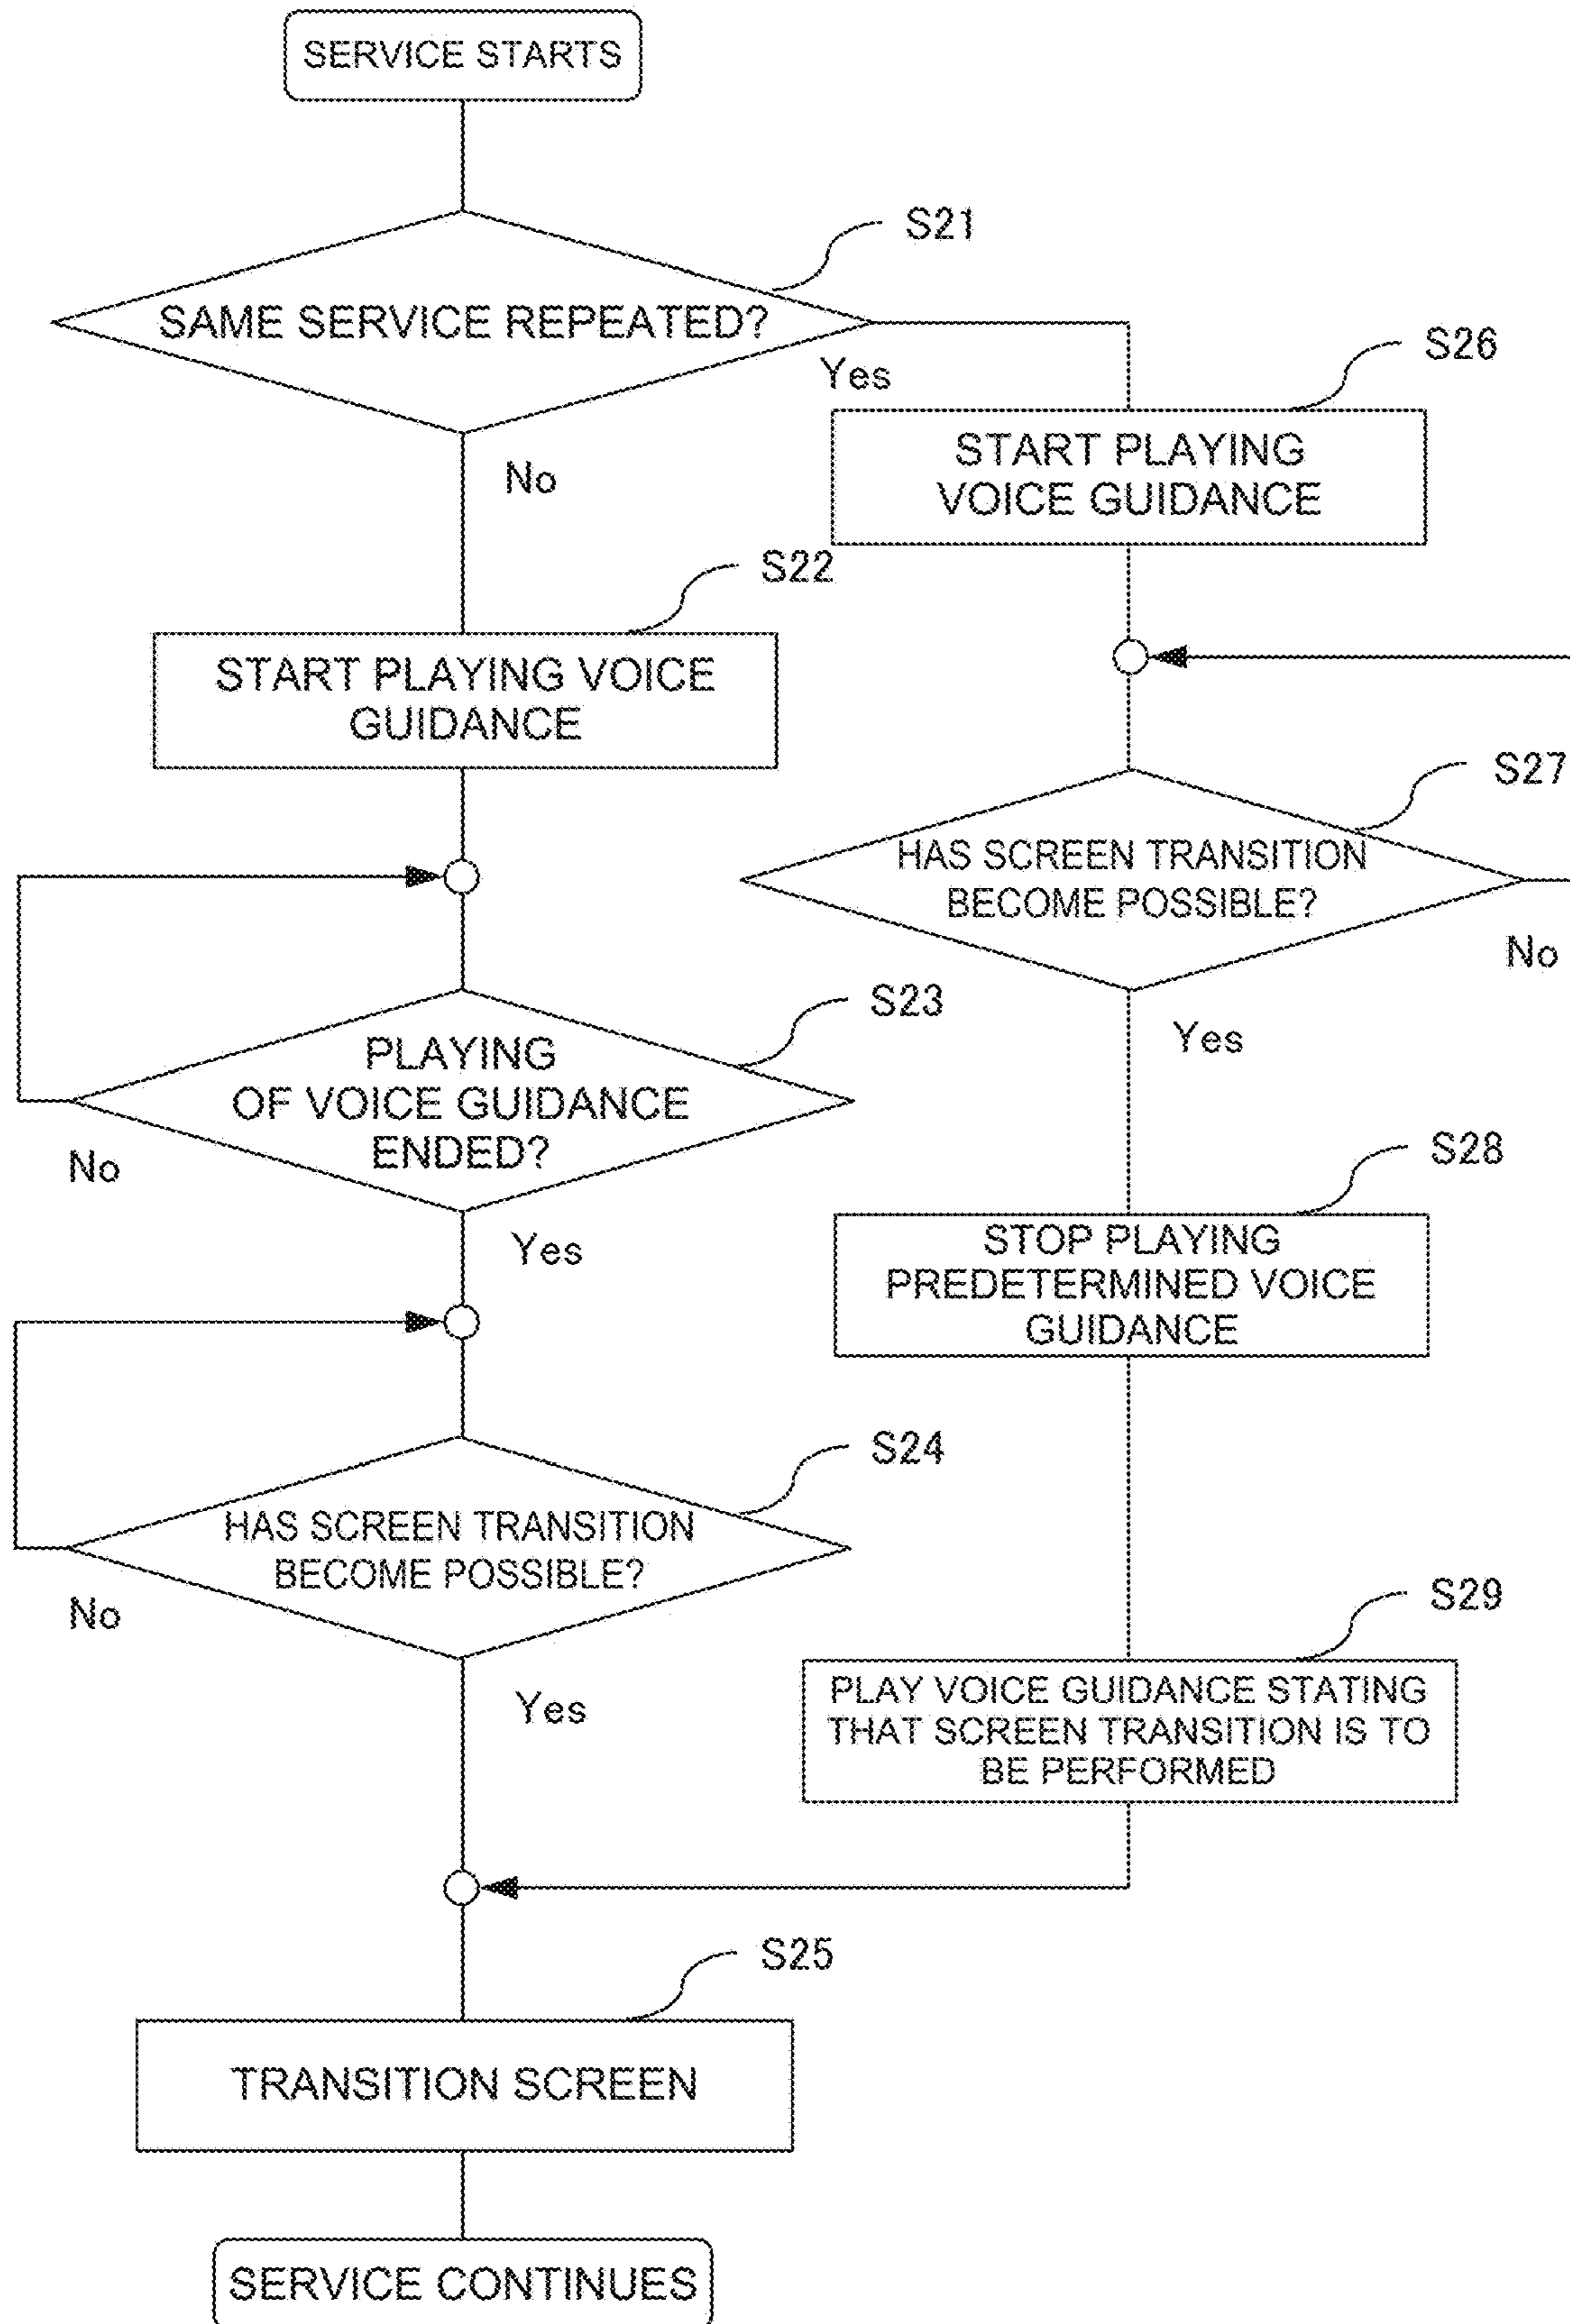 SERVICE STARTS
S21
SAME SERVICE REPEATED?
Yes
No
S26
START PLAYING
VOICE GUIDANCE
S22
START PLAYING VOICE
GUIDANCE
S27
HAS SCREEN TRANSITION
BECOME POSSIBLE?
No
Yes
S23
PLAYING
OF VOICE GUIDANCE
ENDED?
No
Yes
S28
STOP PLAYING
PREDETERMINED VOICE
GUIDANCE
S24
HAS SCREEN TRANSITION
BECOME POSSIBLE?
No
Yes
S29
PLAY VOICE GUIDANCE STATING
THAT SCREEN TRANSITION IS TO
BE PERFORMED
S25
TRANSITION SCREEN
SERVICE CONTINUES